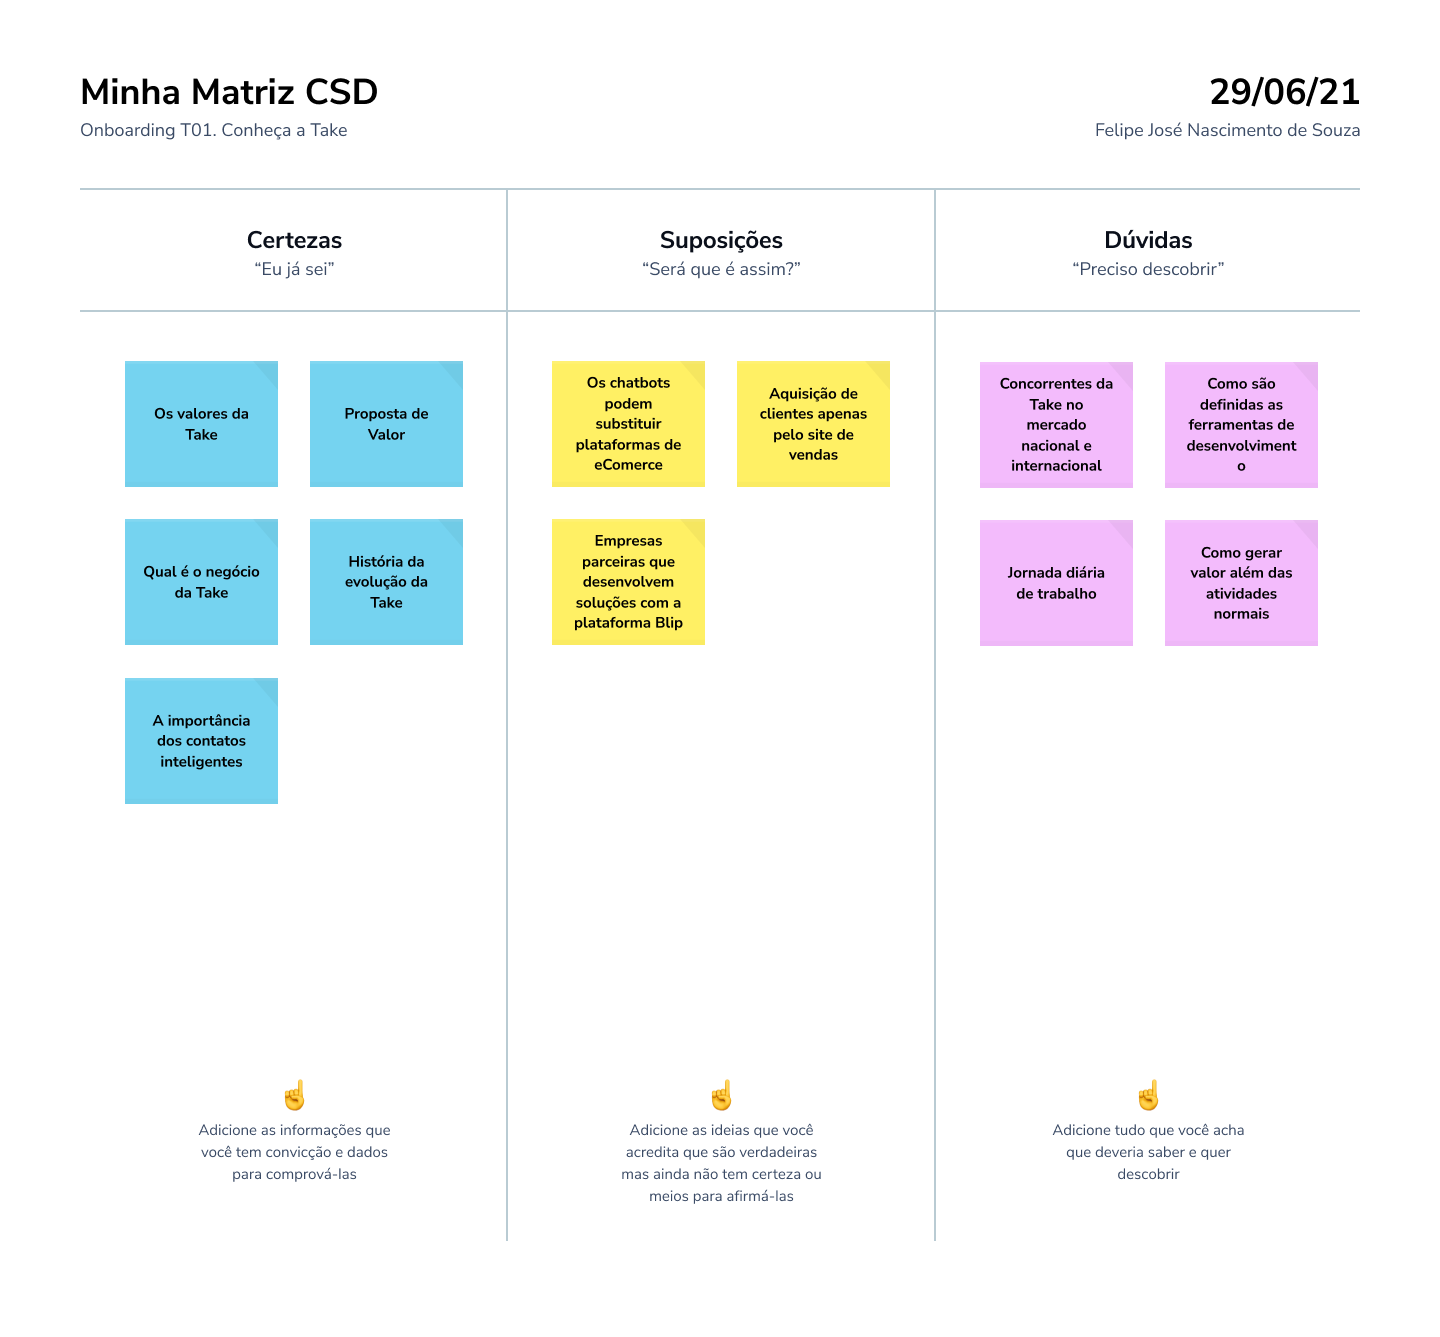 Minha Matriz CSD
Onboarding T01. Conheça a Take
29/06/21
Felipe José Nascimento de Souza
Certezas
“Eu já sei”
Suposições
“Será que é assim?”
Dúvidas
“Preciso descobrir”
Os valores da
Take
Proposta de
Valor
Qual é o negócio
da Take
História da
evolução da
Take
A importância
dos contatos
inteligentes
Os chatbots
podem
substituir
plataformas de
eComerce
Aquisição de
clientes apenas
pelo site de
vendas
Empresas
parceiras que
desenvolvem
soluções com a
plataforma Blip
Concorrentes da
Take no
mercado
nacional e
internacional
Como são
definidas as
ferramentas de
desenvolviment
o
Jornada diária
de trabalho
Como gerar
valor além das
atividades
normais
Adicione as informações que
você tem convicção e dados
para comprová-las
Adicione as ideias que você
acredita que são verdadeiras
mas ainda não tem certeza ou
meios para afirmá-las
Adicione tudo que você acha
que deveria saber e quer
descobrir